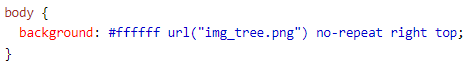 body {
  background: #ffffff url("img_tree.png") no-repeat right top;
}